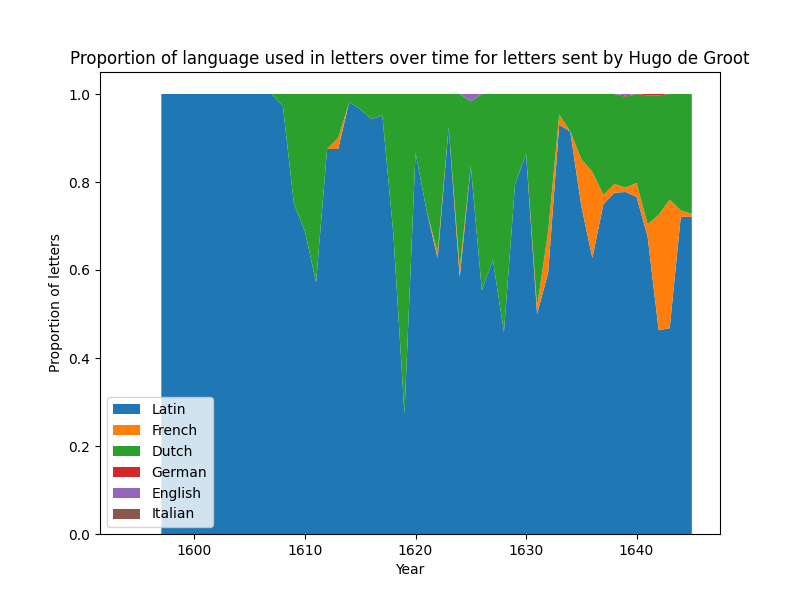 Proportion of language used in letters over time for letters sent by Hugo de Groot
Proportion of letters
1.0
0.8
0.6
0.4
0.2
0.0
Latin
French
Dutch
German
English
Italian
1600
1610
1620
1630
1640
Year